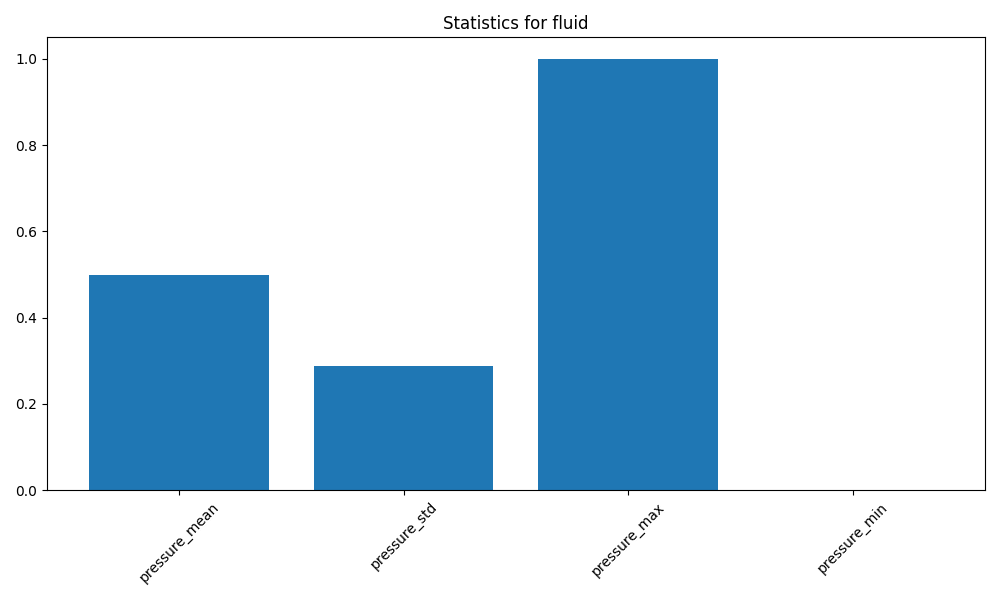 Statistics for fluid
1.0
0.8
0.6
0.4
0.2
0.0
pressure_mean
pressure_std
pressure_max
pressure_min